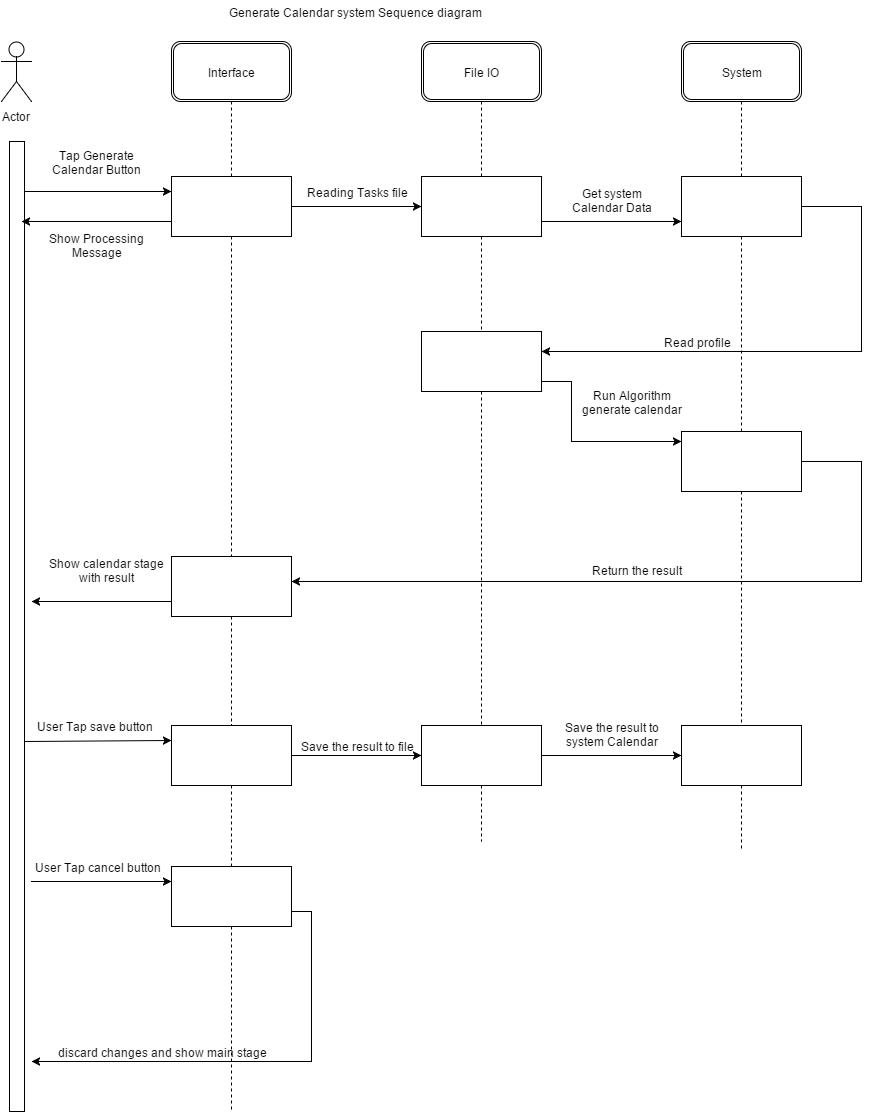 Generate Calendar system Sequence diagram
Interface
File IO
System
Actor
Tap Generate
Calendar Button
Reading Tasks file
Get system
Calendar Data
Show Processing
Message
Read profile
Run Algorithm
generate calendar
Show calendar stage
with result
Return the result
User Tap save button
Save the result to file
Save the result to
system Calendar
User Tap cancel button
discard changes and show main stage